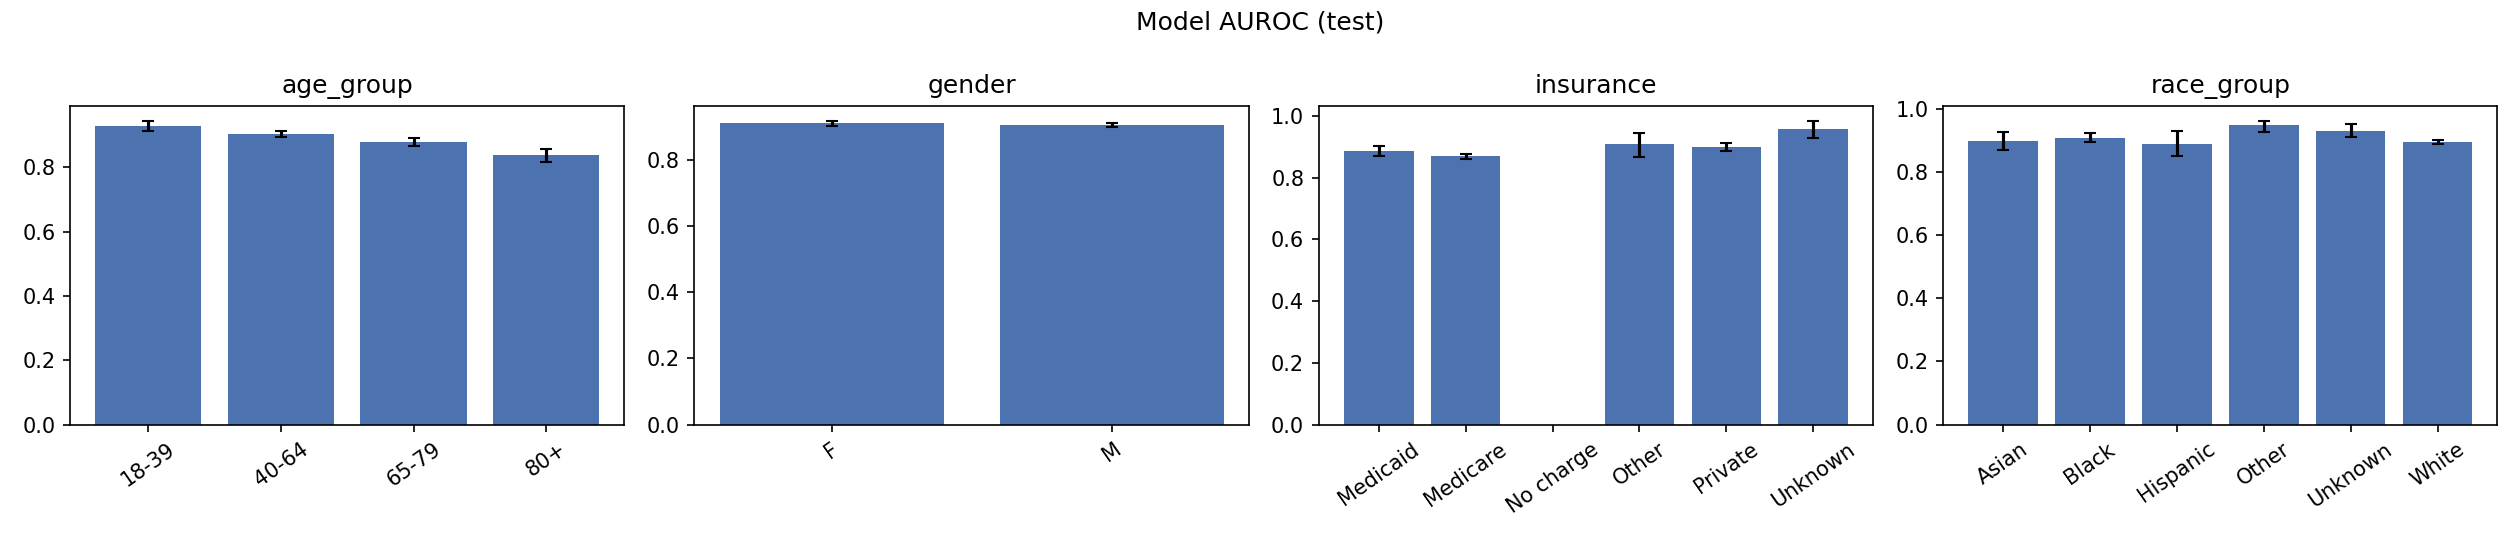 Model AUROC (test)
age_group
0.8
0.6
0.4
0.2
0.0
18-39
40-64
65-79
80+
gender
0.8
0.6
0.4
0.2
0.0
F
M
insurance
1.0
0.8
0.6
0.4
0.2
0.0
Medicaid
Medicare
No charge
Other
Private
Unknown
race_group
1.0
0.8
0.6
0.4
0.2
0.0
Asian
Black
Hispanic
Other
Unknown
White